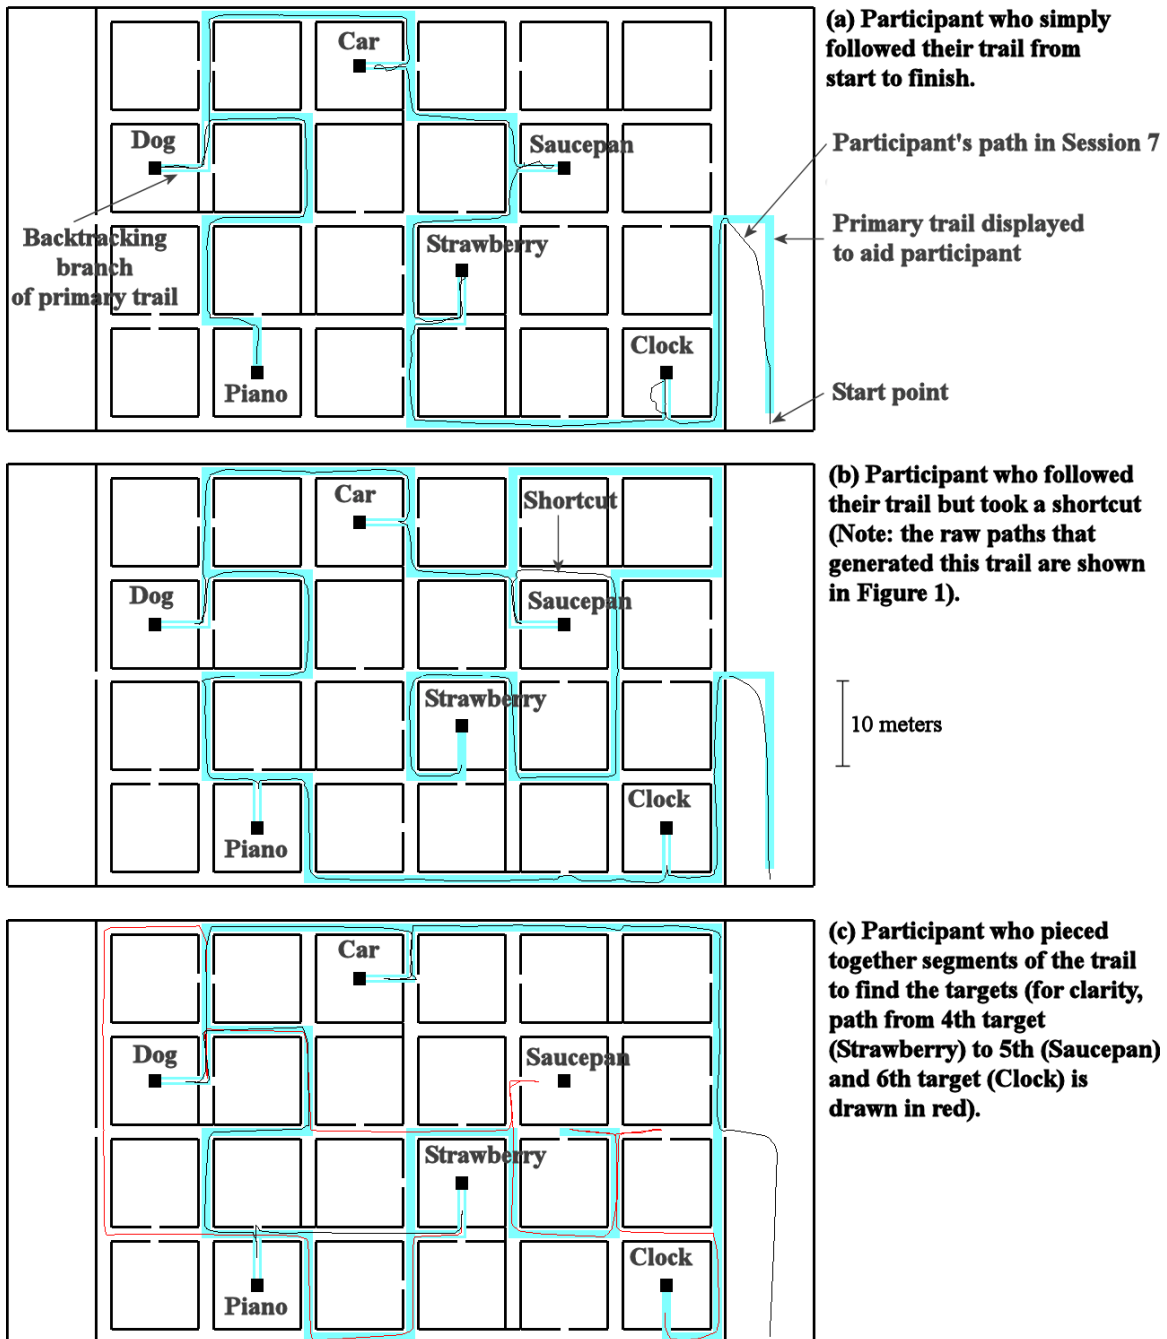 (a) Participant who simply
followed their trail from
start to finish.
Car
Dog
Saucepan
Participant's path in Session 7
Backtracking
branch
of primary trail
Strawberry
Primary trail displayed
to aid participant
Clock
Piano
Start point
(b) Participant who followed
their trail but took a shortcut
(Note: the raw paths that
generated this trail are shown
in Figure 1).
Car
Shortcut
Dog
Saucepan
Strawberry
10 meters
Clock
Piano
(c) Participant who pieced
together segments of the trail
to find the targets (for clarity,
path from 4th target
(Strawberry) to 5th (Saucepan)
and 6th target (Clock) is
drawn in red).
Car
Dog
Saucepan
Strawberry
Clock
Piano